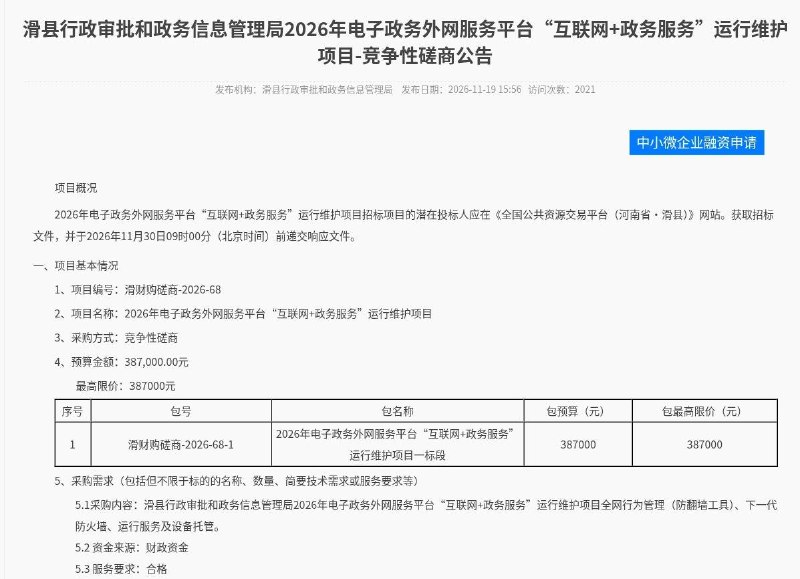 滑县行政审批和政务信息管理局2026年电子政务外网服务平台“互联网+政务服务”运行维护
项目-竞争性磋商公告
发布机构：滑县行政审批和政务信息管理局 发布日期：2026-11-19 15:56 访问次数：2021
中小微企业融资申请
项目概况
2026年电子政务外网服务平台“互联网+政务服务”运行维护项目招标项目的潜在投标人应在《全国公共资源交易平台（河南省·滑县）》网站。获取招标
文件，并于2026年11月30日09时00分（北京时间）前递交响应文件。
一、项目基本情况
1、项目编号：滑财购磋商-2026-68
2、项目名称：2026年电子政务外网服务平台“互联网+政务服务”运行维护项目
3、采购方式：竞争性磋商
4、预算金额：387,000.00元
最高限价：387000元
序号 包号 包名称 包预算（元） 包最高限价（元）
1 滑财购磋商-2026-68-1 2026年电子政务外网服务平台“互联网+政务服务”
运行维护项目一标段 387000 387000
5、采购需求（包括但不限于标的的名称、数量、简要技术需求或服务要求等）
5.1采购内容：滑县行政审批和政务信息管理局2026年电子政务外网服务平台“互联网+政务服务”运行维护项目全网行为管理（防翻墙工具）、下一代
防火墙、运行服务及设备托管。
5.2 资金来源：财政资金
5.3 服务要求：合格